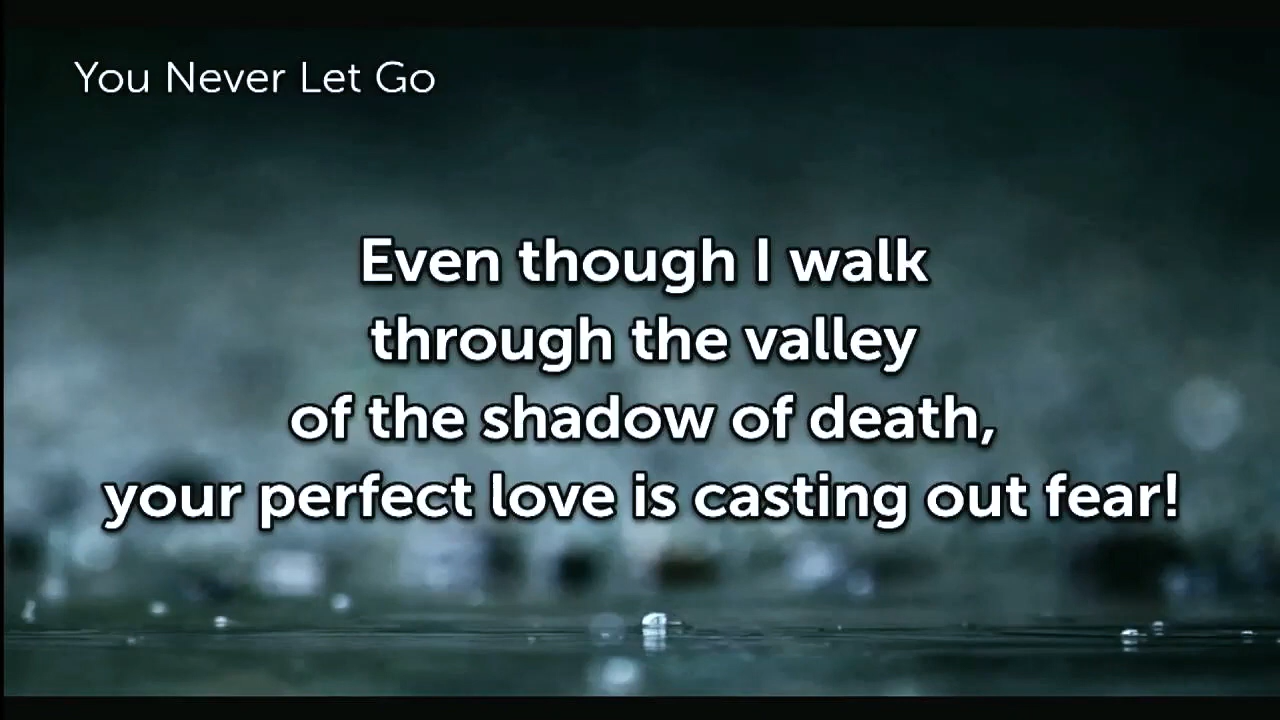 You Never Let Go
Even though I walk
through the valley
of the shadow of death,
your perfect love is casting out fear!